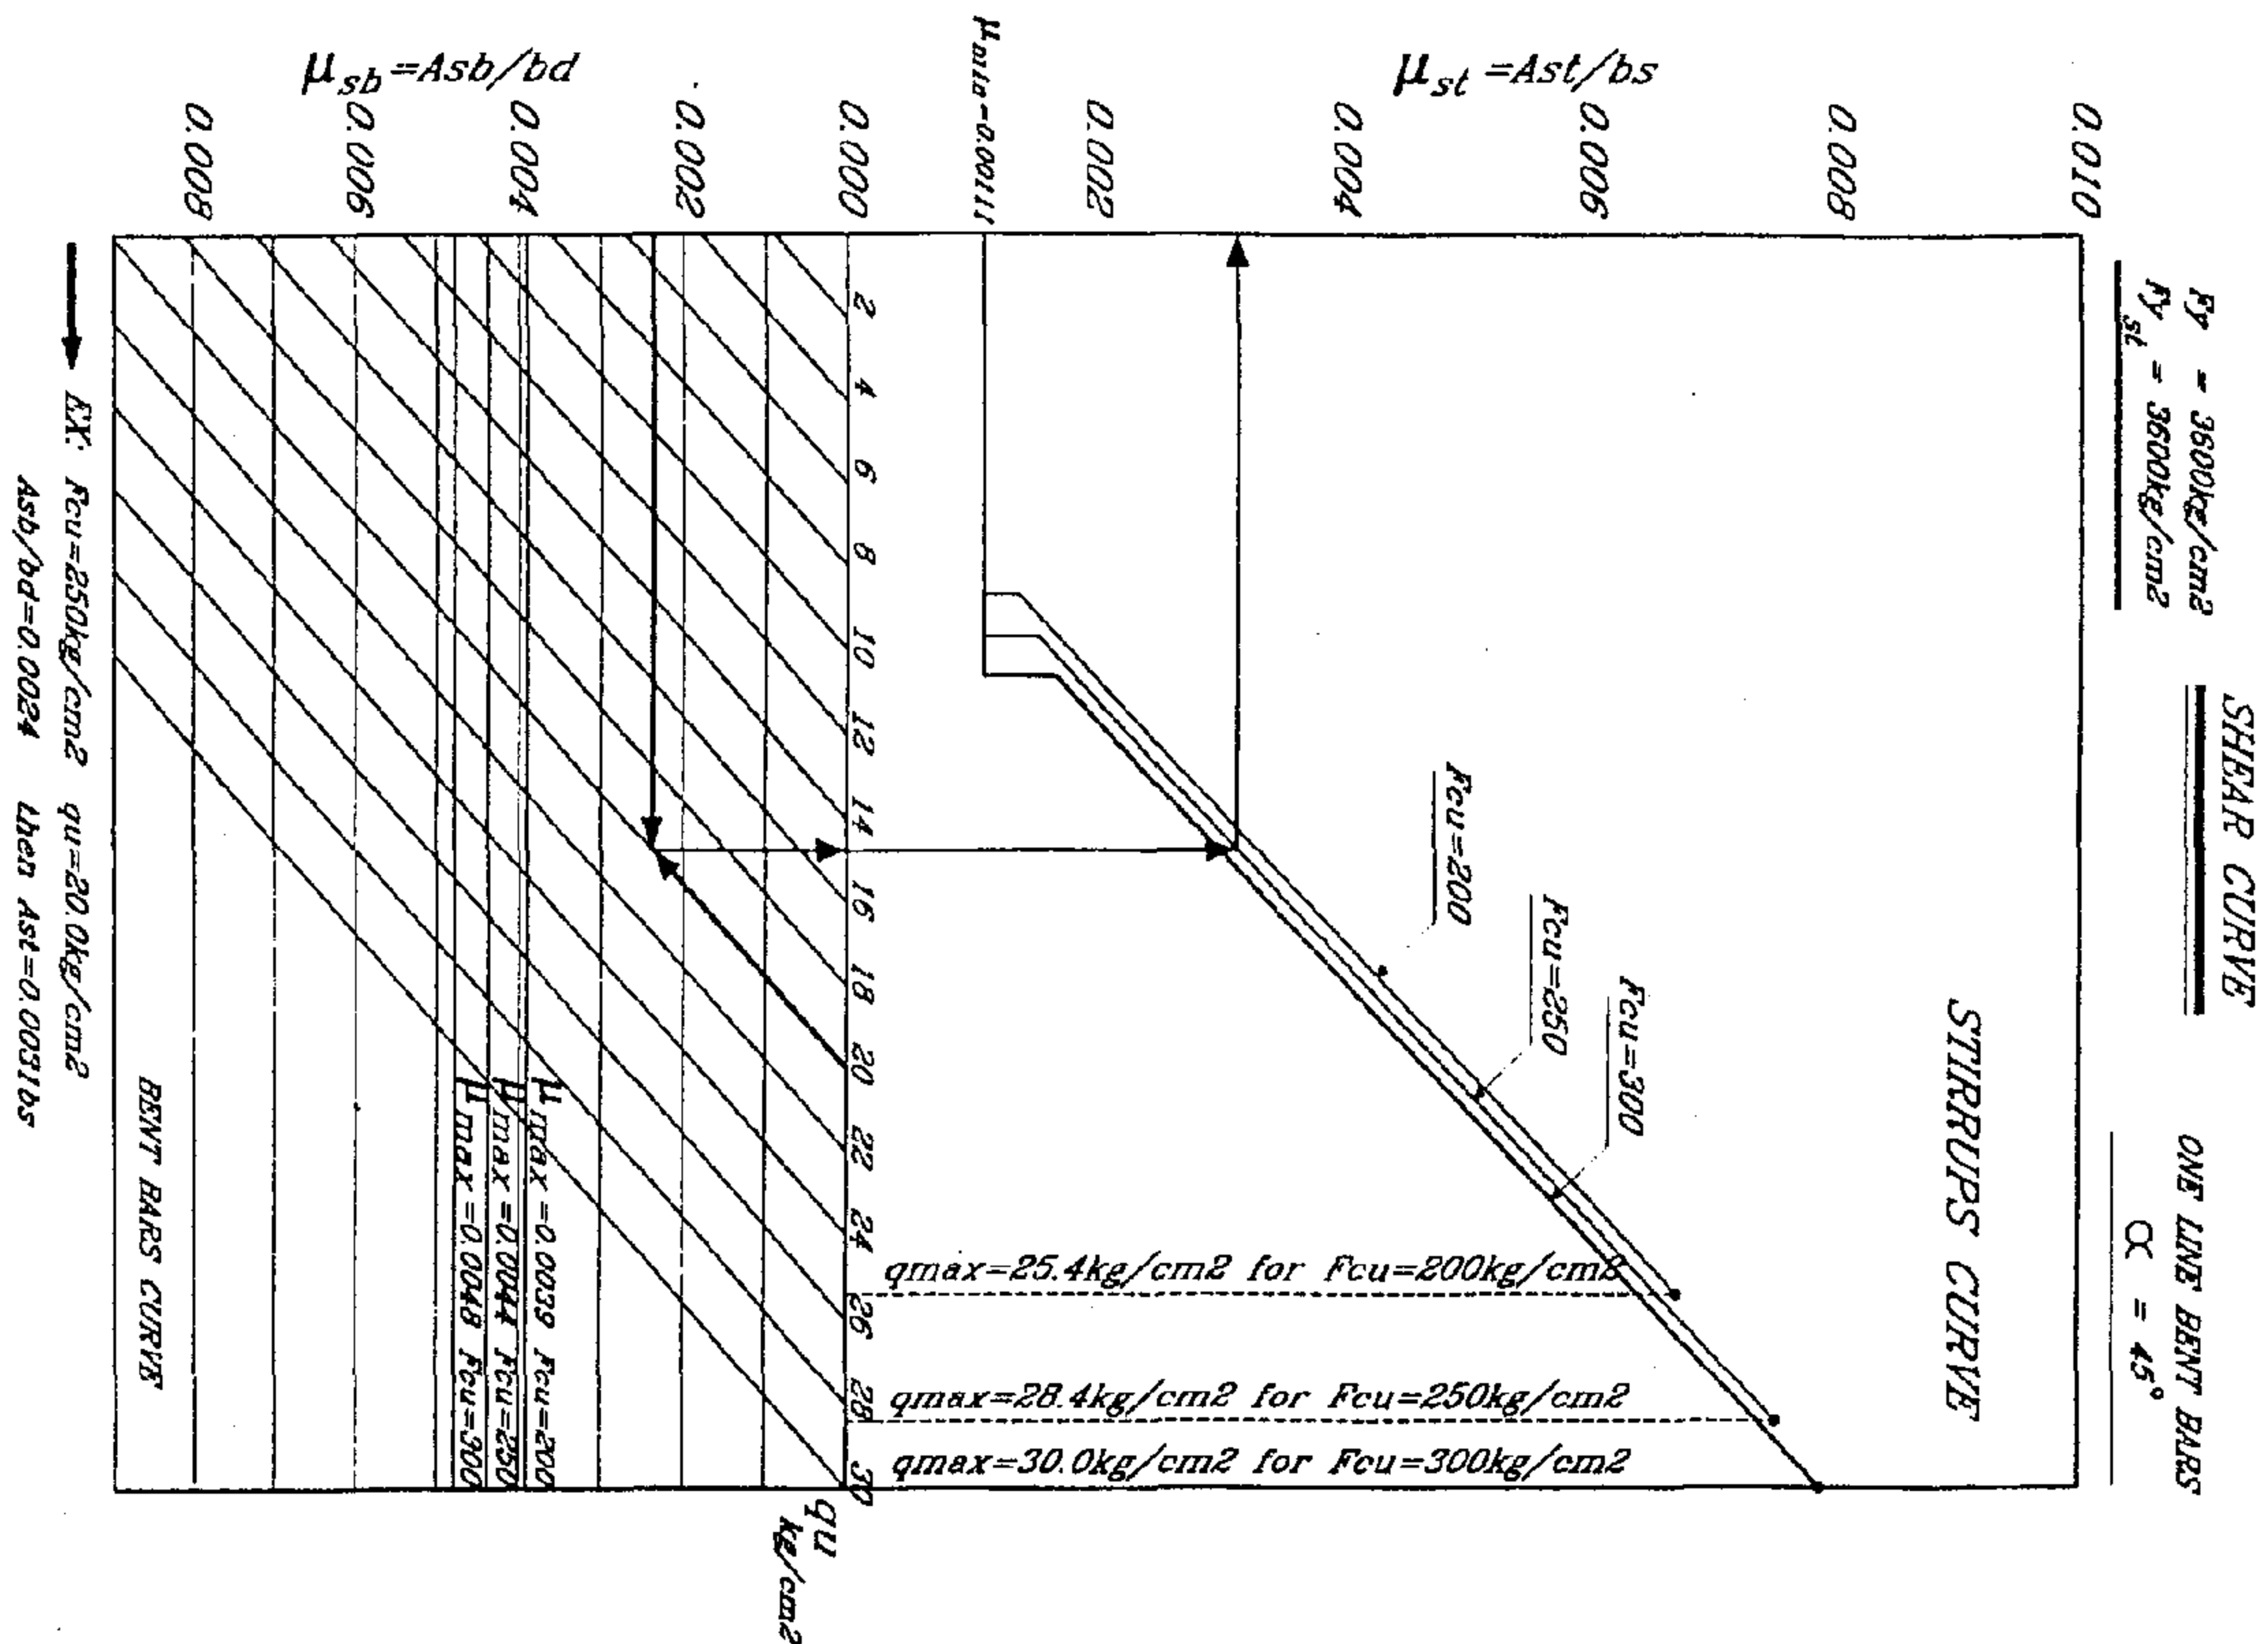 SHEAR CURVE
Fy = 3600kg/cm2
Fy st = 3600kg/cm2
ONE LINE BENT BARS
α = 45°
STIRRUPS CURVE
μst =Ast/bs
0.010
0.008
0.006
0.004
0.002
μmin=0.00111
0.000
Fcu=200
Fcu=250
Fcu=300
qmax=25.4kg/cm2 for Fcu=200kg/cm2
qmax=28.4kg/cm2 for Fcu=250kg/cm2
qmax=30.0kg/cm2 for Fcu=300kg/cm2
2 4 6 8 10 12 14 16 18 20 22 24 26 28 30
qu
kg/cm2
μsb=Asb/bd
0.002
0.004
0.006
0.008
μmax=0.0039 Fcu=200
μmax=0.0044 Fcu=250
μmax=0.0048 Fcu=300
BENT BARS CURVE
EX: Fcu=250kg/cm2 qu=20.0kg/cm2
Asb/bd=0.0024 then Ast=0.0031bs